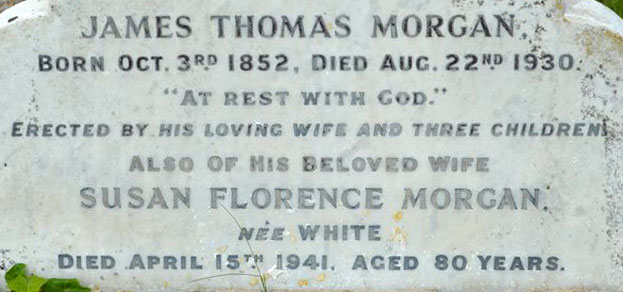 JAMES THOMAS MORGAN.
BORN OCT. 3RD 1852, DIED AUG. 22ND 1930.
"AT REST WITH GOD."
ERECTED BY HIS LOVING WIFE AND THREE CHILDREN.
ALSO OF HIS BELOVED WIFE
SUSAN FLORENCE MORGAN.
NÉE WHITE
DIED APRIL 15TH 1941. AGED 80 YEARS.